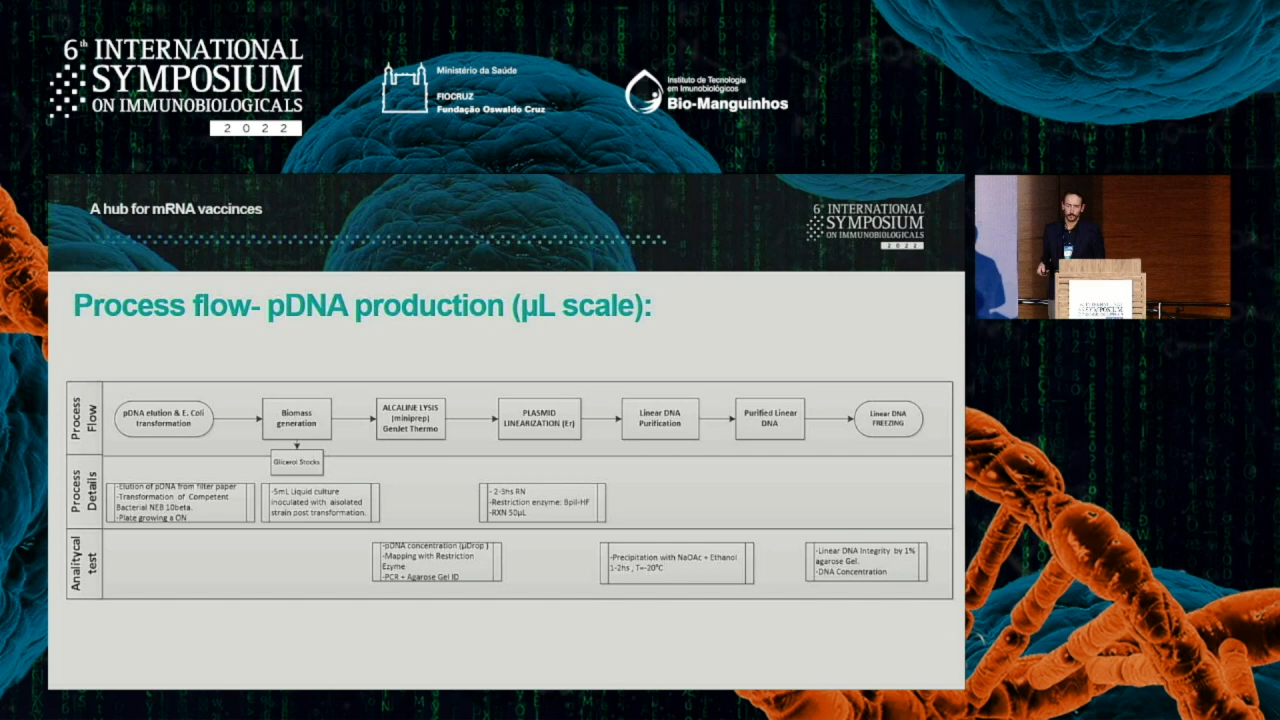 6th INTERNATIONAL
SYMPOSIUM
ON IMMUNOBIOLOGICALS
2022
Ministério da Saúde
FIOCRUZ
Fundação Oswaldo Cruz
Instituto de Tecnologia
em Imunobiológicos
Bio-Manguinhos
A hub for mRNA vaccinces
6th INTERNATIONAL
SYMPOSIUM
ON IMMUNOBIOLOGICALS
2022
Process flow- pDNA production (µL scale):
Process
Flow
pDNA elution & E. Coli
transformation
Biomass
generation
ALCALINE LYSIS
(miniprep)
GenJet Thermo
PLASMID
LINEARIZATION (Er)
Linear DNA
Purification
Purified Linear
DNA
Linear DNA
FREEZING
Glicerol Stocks
Process
Details
-Elution of pDNA from filter paper
-Transformation of Competent
Bacterial NEB 10beta.
-Plate growing a ON
-5mL Liquid culture
inoculated with aisolated
strain post transformation.
- 2-3hs RN
-Restriction enzyme: BpiI-HF
-RXN 50µL
Analitycal
test
-pDNA concentration (µDrop )
-Mapping with Restriction
Enzyme
-PCR + Agarose Gel ID
-Precipitation with NaOAc + Ethanol
1-2hs , T=-20°C
-Linear DNA Integrity by 1%
agarose Gel.
-DNA Concentration
INTERNATIONAL
SYMPOSIUM